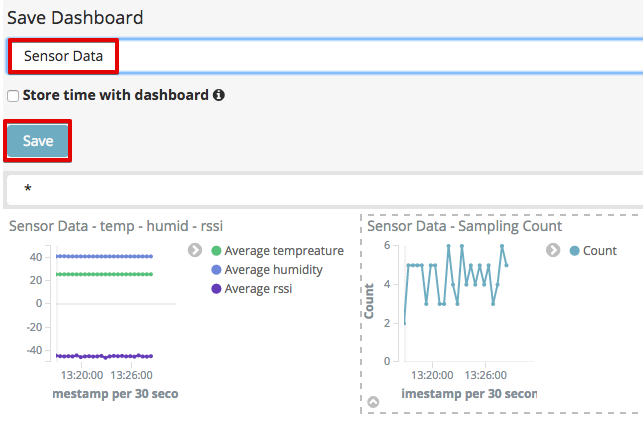 Save Dashboard
Sensor Data
Store time with dashboard
Save
*
Sensor Data - temp - humid - rssi
40
20
0
-20
-40
13:20:00 13:26:00
mestamp per 30 seco
Average tempreature
Average humidity
Average rssi
Sensor Data - Sampling Count
6
4
2
0
Count
13:20:00 13:26:00
imestamp per 30 secon
Count